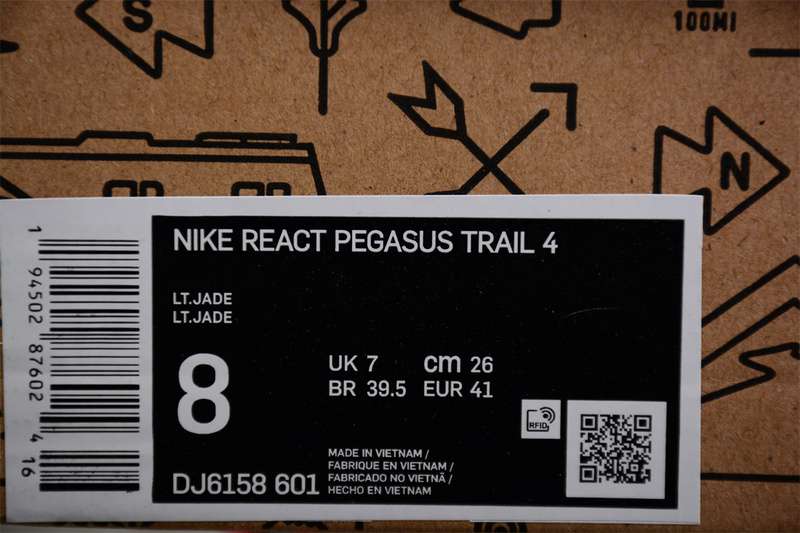 S
100MI
N
NIKE REACT PEGASUS TRAIL 4
LT.JADE
LT.JADE
8
UK 7 cm 26
BR 39.5 EUR 41
RFID
DJ6158 601
MADE IN VIETNAM /
FABRIQUE EN VIETNAM /
FABRICADO NO VIETNÃ /
HECHO EN VIETNAM
1 94502 87602 4 16